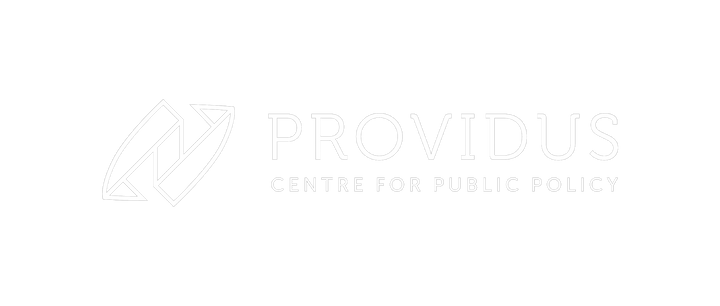 PROVIDUS
CENTRE FOR PUBLIC POLICY